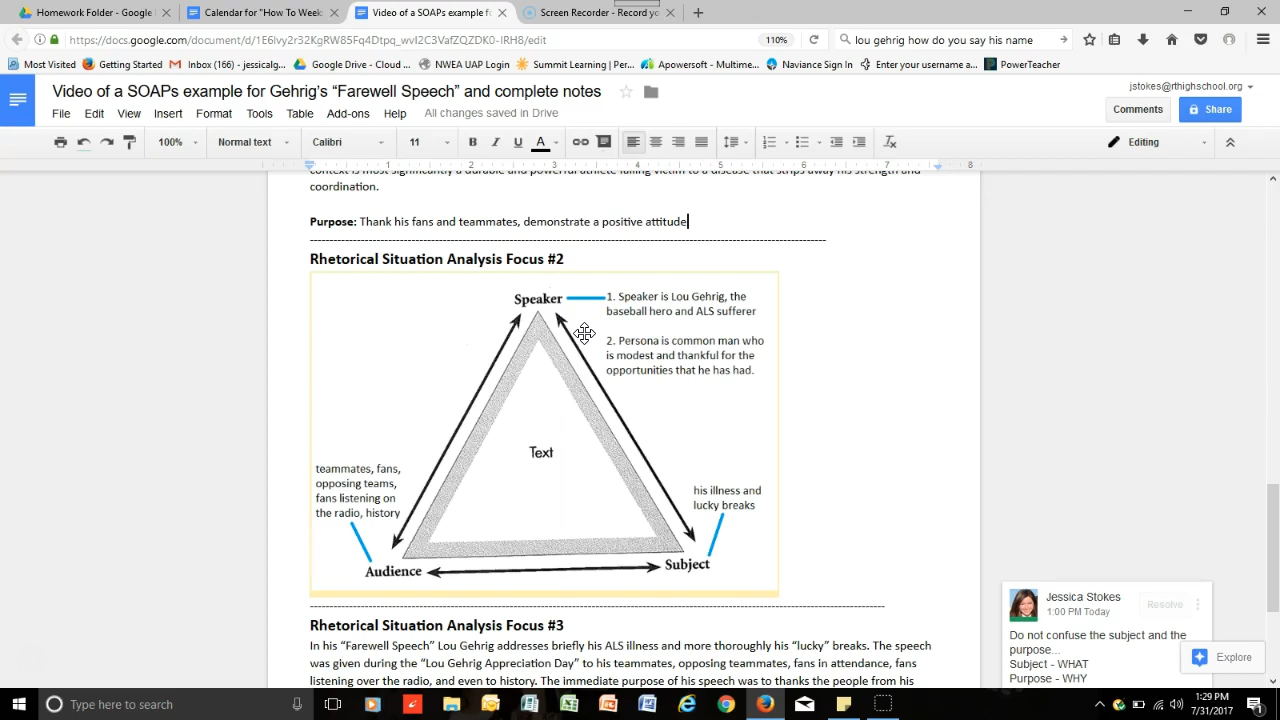 Homework Folder - Google
Calendar for "How To Week
Video of a SOAPs example f
Screen Recorder - Record yo
https://docs.google.com/document/d/1E6lvy2r32KgRW85Fq4Dtpq_wvI2C3VafZQZDK0-IRH8/edit
110%
lou gehrig how do you say his name
Most Visited
Getting Started
Inbox (166) - jessicalg...
Google Drive - Cloud ...
NWEA UAP Login
Summit Learning | Per...
Apowersoft - Multime...
Naviance Sign In
Enter your username a...
PowerTeacher
Video of a SOAPs example for Gehrig's "Farewell Speech" and complete notes
jstokes@rthighschool.org
File Edit View Insert Format Tools Table Add-ons Help All changes saved in Drive
Comments
Share
100% Normal text Calibri 11 B I U A Editing
1 2 3 4 5 6 7 8
context is most significantly a durable and powerful athlete falling victim to a disease that strips away his strength and
coordination.
Purpose: Thank his fans and teammates, demonstrate a positive attitude
Rhetorical Situation Analysis Focus #2
Speaker
1. Speaker is Lou Gehrig, the
baseball hero and ALS sufferer
2. Persona is common man who
is modest and thankful for the
opportunities that he has had.
Text
teammates, fans,
opposing teams,
fans listening on
the radio, history
his illness and
lucky breaks
Audience
Subject
Rhetorical Situation Analysis Focus #3
In his "Farewell Speech" Lou Gehrig addresses briefly his ALS illness and more thoroughly his "lucky" breaks. The speech
was given during the "Lou Gehrig Appreciation Day" to his teammates, opposing teammates, fans in attendance, fans
listening over the radio, and even to history. The immediate purpose of his speech was to thanks the people from his
Jessica Stokes
1:00 PM Today
Resolve
Do not confuse the subject and the
purpose...
Subject - WHAT
Purpose - WHY
Explore
Type here to search
1:29 PM
7/31/2017